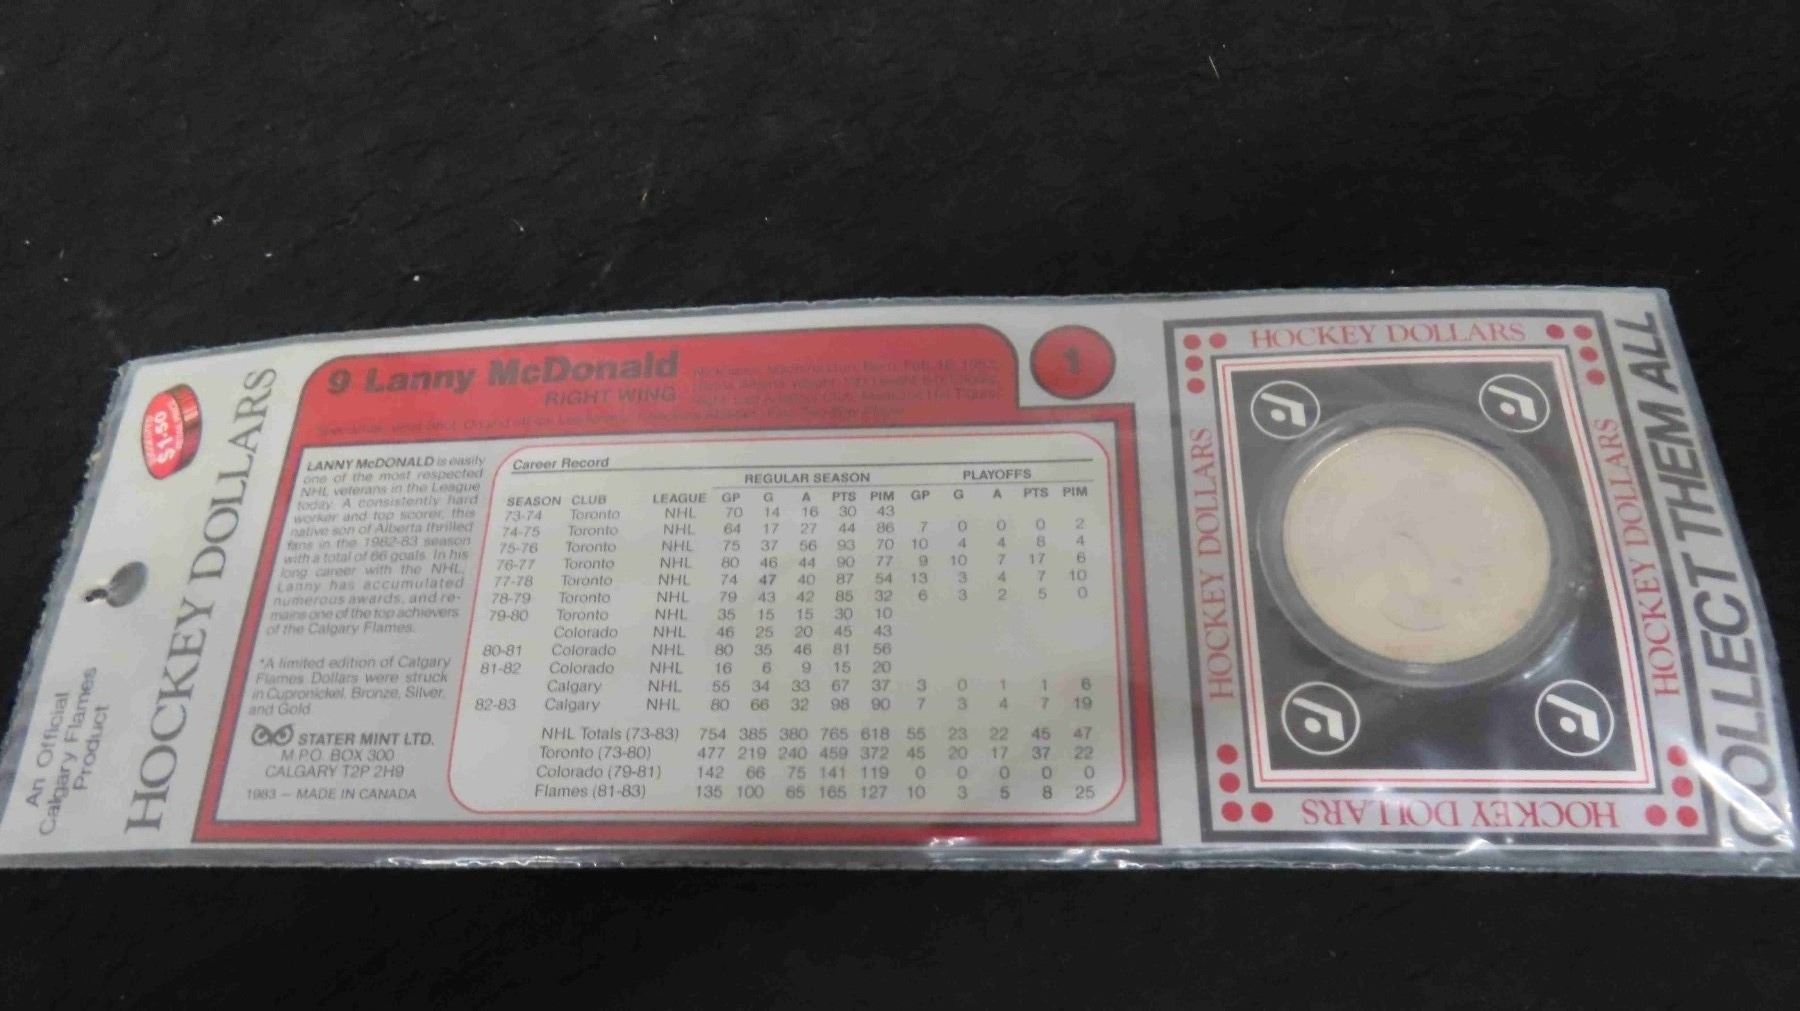 An Official
Calgary Flames
Product
$1.50
HOCKEY DOLLARS
9 Lanny McDonald
RIGHT WING
1
LANNY McDONALD is easily
one of the most respected
NHL veterans in the League
today. A consistently hard
worker and top scorer, this
native son of Alberta thrilled
fans in the 1982-83 season
with a total of 66 goals. In his
long career with the NHL,
Lanny has accumulated
numerous awards, and re-
mains one of the top achievers
of the Calgary Flames.
*A limited edition of Calgary
Flames Dollars were struck
in Cupronickel, Bronze, Silver,
and Gold
STATER MINT LTD.
M.P.O. BOX 300
CALGARY T2P 2H9
1983 — MADE IN CANADA
Career Record
REGULAR SEASON PLAYOFFS
SEASON CLUB LEAGUE GP G A PTS PIM GP G A PTS PIM
73-74 Toronto NHL 70 14 16 30 43
74-75 Toronto NHL 64 17 27 44 86 7 0 0 0 2
75-76 Toronto NHL 75 37 56 93 70 10 4 4 8 4
76-77 Toronto NHL 80 46 44 90 77 9 10 7 17 6
77-78 Toronto NHL 74 47 40 87 54 13 3 4 7 10
78-79 Toronto NHL 79 43 42 85 32 6 3 2 5 0
79-80 Toronto NHL 35 15 15 30 10
Colorado NHL 46 25 20 45 43
80-81 Colorado NHL 80 35 46 81 56
81-82 Colorado NHL 16 6 9 15 20
Calgary NHL 55 34 33 67 37 3 0 1 1 6
82-83 Calgary NHL 80 66 32 98 90 7 3 4 7 19
NHL Totals (73-83) 754 385 380 765 618 55 23 22 45 47
Toronto (73-80) 477 219 240 459 372 45 20 17 37 22
Colorado (79-81) 142 66 75 141 119 0 0 0 0 0
Flames (81-83) 135 100 65 165 127 10 3 5 8 25
HOCKEY DOLLARS
HOCKEY DOLLARS
HOCKEY DOLLARS
HOCKEY DOLLARS
COLLECT THEM ALL